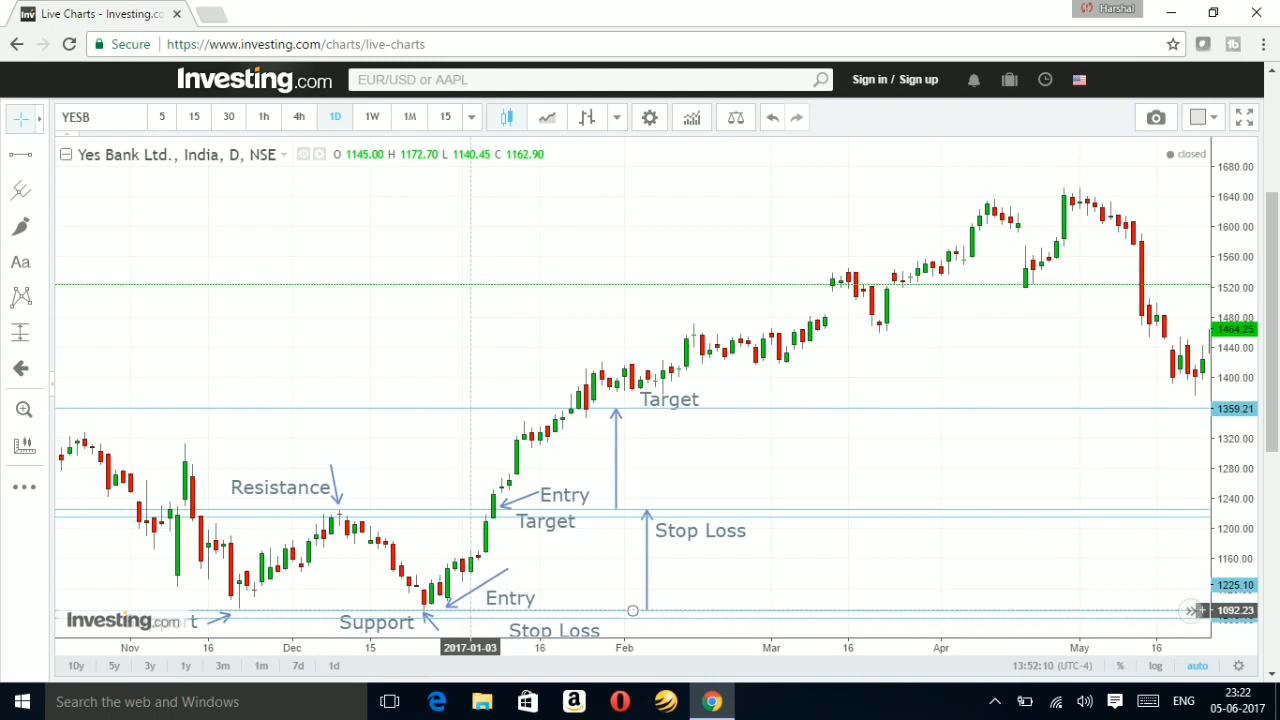 Live Charts - Investing.co
Harshal
Secure https://www.investing.com/charts/live-charts
Investing.com EUR/USD or AAPL Sign in / Sign up
YESB 5 15 30 1h 4h 1D 1W 1M 15
Yes Bank Ltd., India, D, NSE O 1145.00 H 1172.70 L 1140.45 C 1162.90 closed
1680.00
1640.00
1600.00
1560.00
1520.00
1480.00
1464.25
1440.00
1400.00
Target
1359.21
1320.00
1280.00
Resistance
Entry
1240.00
Target
1200.00
Stop Loss
1160.00
1225.10
Entry
1092.23
Investing.com t Support
Stop Loss
Nov 16 Dec 15 2017-01-03 16 Feb Mar 16 Apr May 16
10y 5y 3y 1y 3m 1m 7d 1d 13:52:10 (UTC-4) % log auto
Search the web and Windows
ENG
23:22
05-06-2017